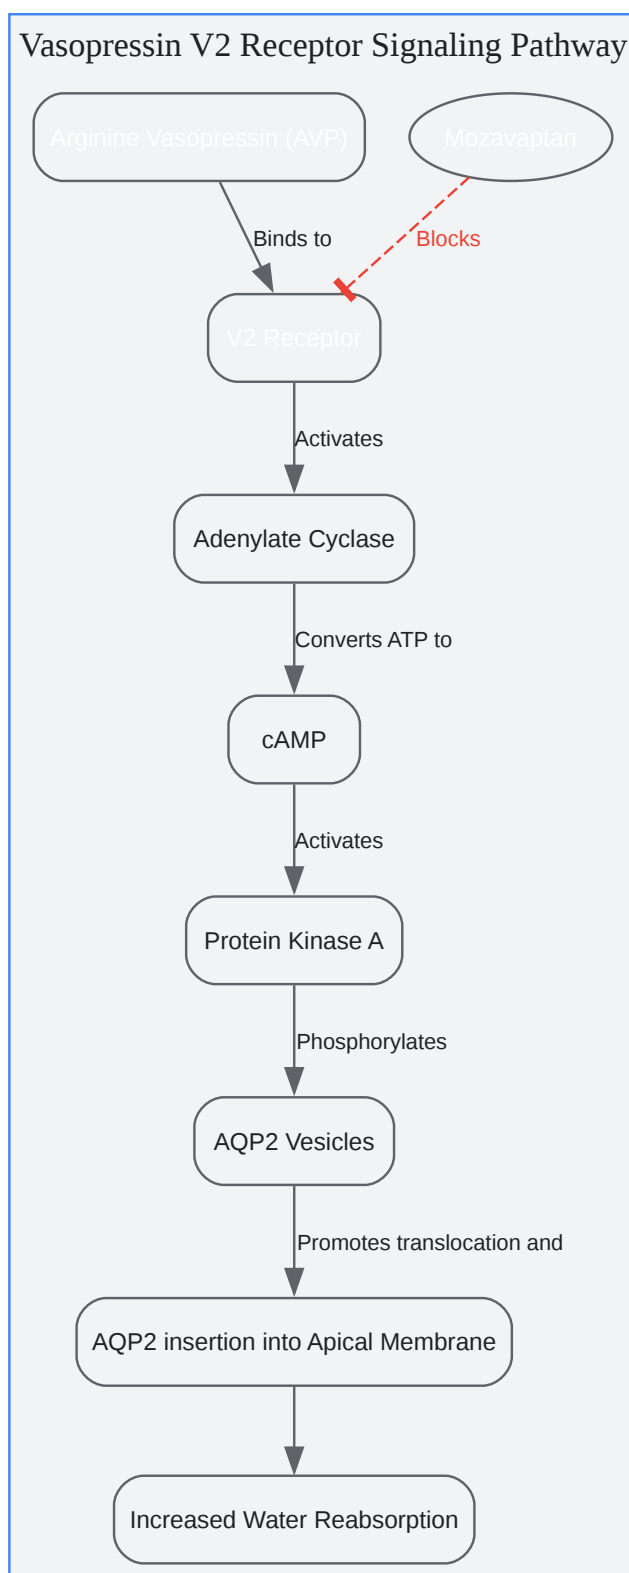 Vasopressin V2 Receptor Signaling Pathway
Arginine Vasopressin (AVP)
Mozavaptan
Binds to
Blocks
V2 Receptor
Activates
Adenylate Cyclase
Converts ATP to
cAMP
Activates
Protein Kinase A
Phosphorylates
AQP2 Vesicles
Promotes translocation and
AQP2 insertion into Apical Membrane
Increased Water Reabsorption